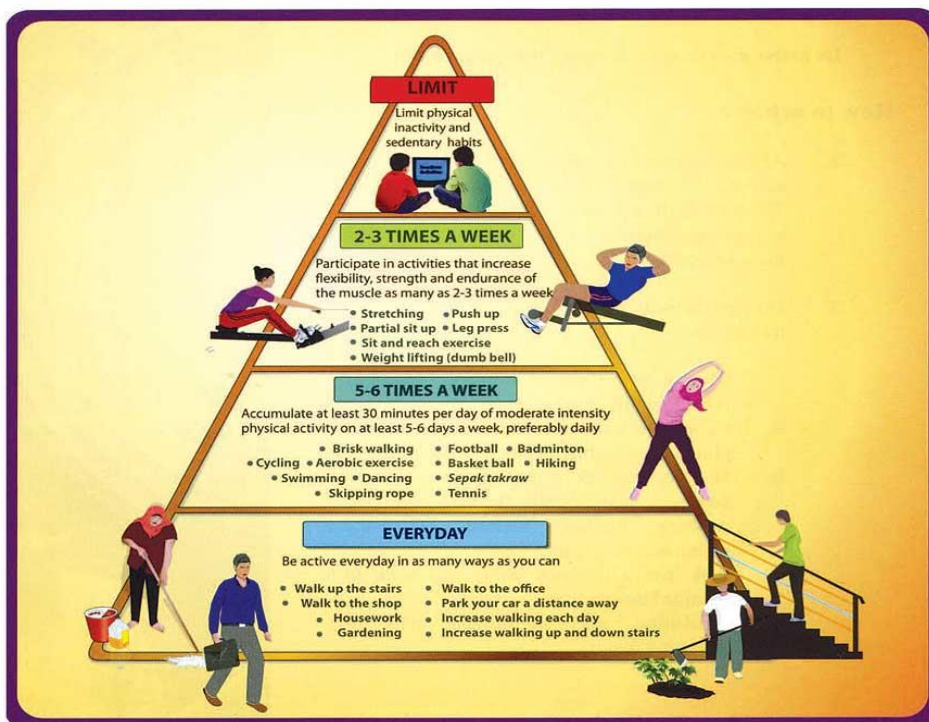 LIMIT
Limit physical
inactivity and
sedentary habits
2-3 TIMES A WEEK
Participate in activities that increase
flexibility, strength and endurance of
the muscle as many as 2-3 times a week
• Stretching • Push up
• Partial sit up • Leg press
• Sit and reach exercise
• Weight lifting (dumb bell)
5-6 TIMES A WEEK
Accumulate at least 30 minutes per day of moderate intensity
physical activity on at least 5-6 days a week, preferably daily
• Brisk walking • Football • Badminton
• Cycling • Aerobic exercise • Basket ball • Hiking
• Swimming • Dancing • Sepak takraw
• Skipping rope • Tennis
EVERYDAY
Be active everyday in as many ways as you can
• Walk up the stairs • Walk to the office
• Walk to the shop • Park your car a distance away
• Housework • Increase walking each day
• Gardening • Increase walking up and down stairs